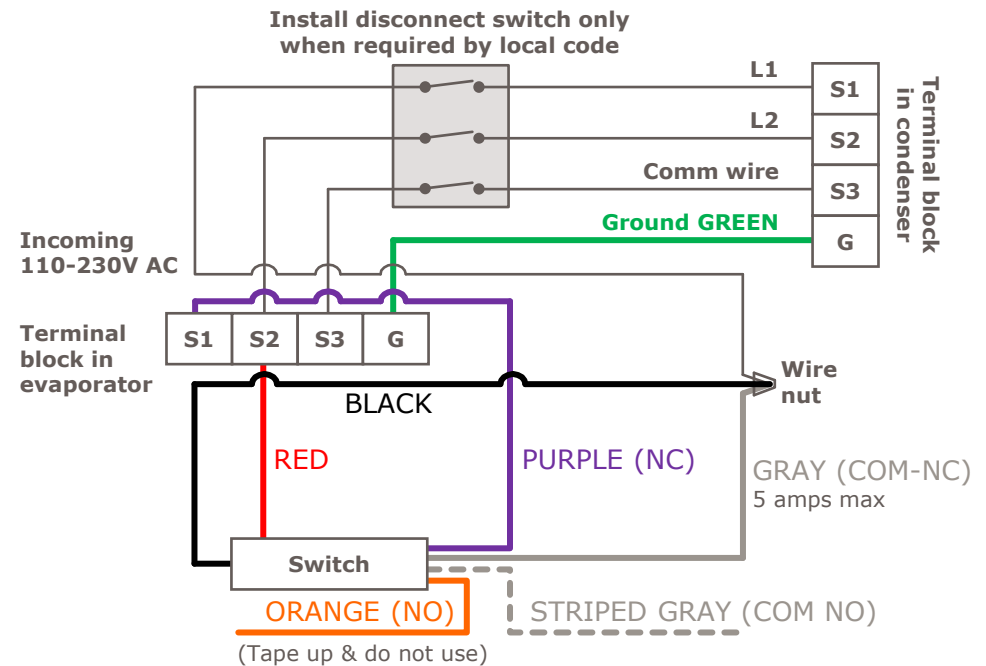 Install disconnect switch only
when required by local code
L1
L2
Comm wire
Ground GREEN
S1
S2
S3
G
Terminal block
in condenser
Incoming
110-230V AC
Terminal
block in
evaporator
S1 S2 S3 G
Wire
nut
BLACK
RED
PURPLE (NC)
GRAY (COM-NC)
5 amps max
Switch
ORANGE (NO)
STRIPED GRAY (COM NO)
(Tape up & do not use)